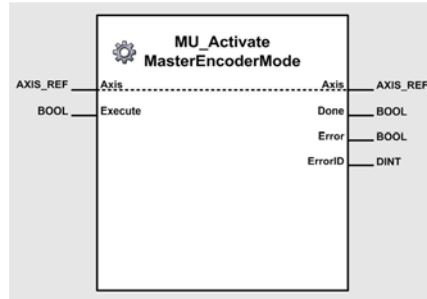 MU_Activate
MasterEncoderMode
AXIS_REF Axis Axis AXIS_REF
BOOL Execute Done BOOL
Error BOOL
ErrorID DINT